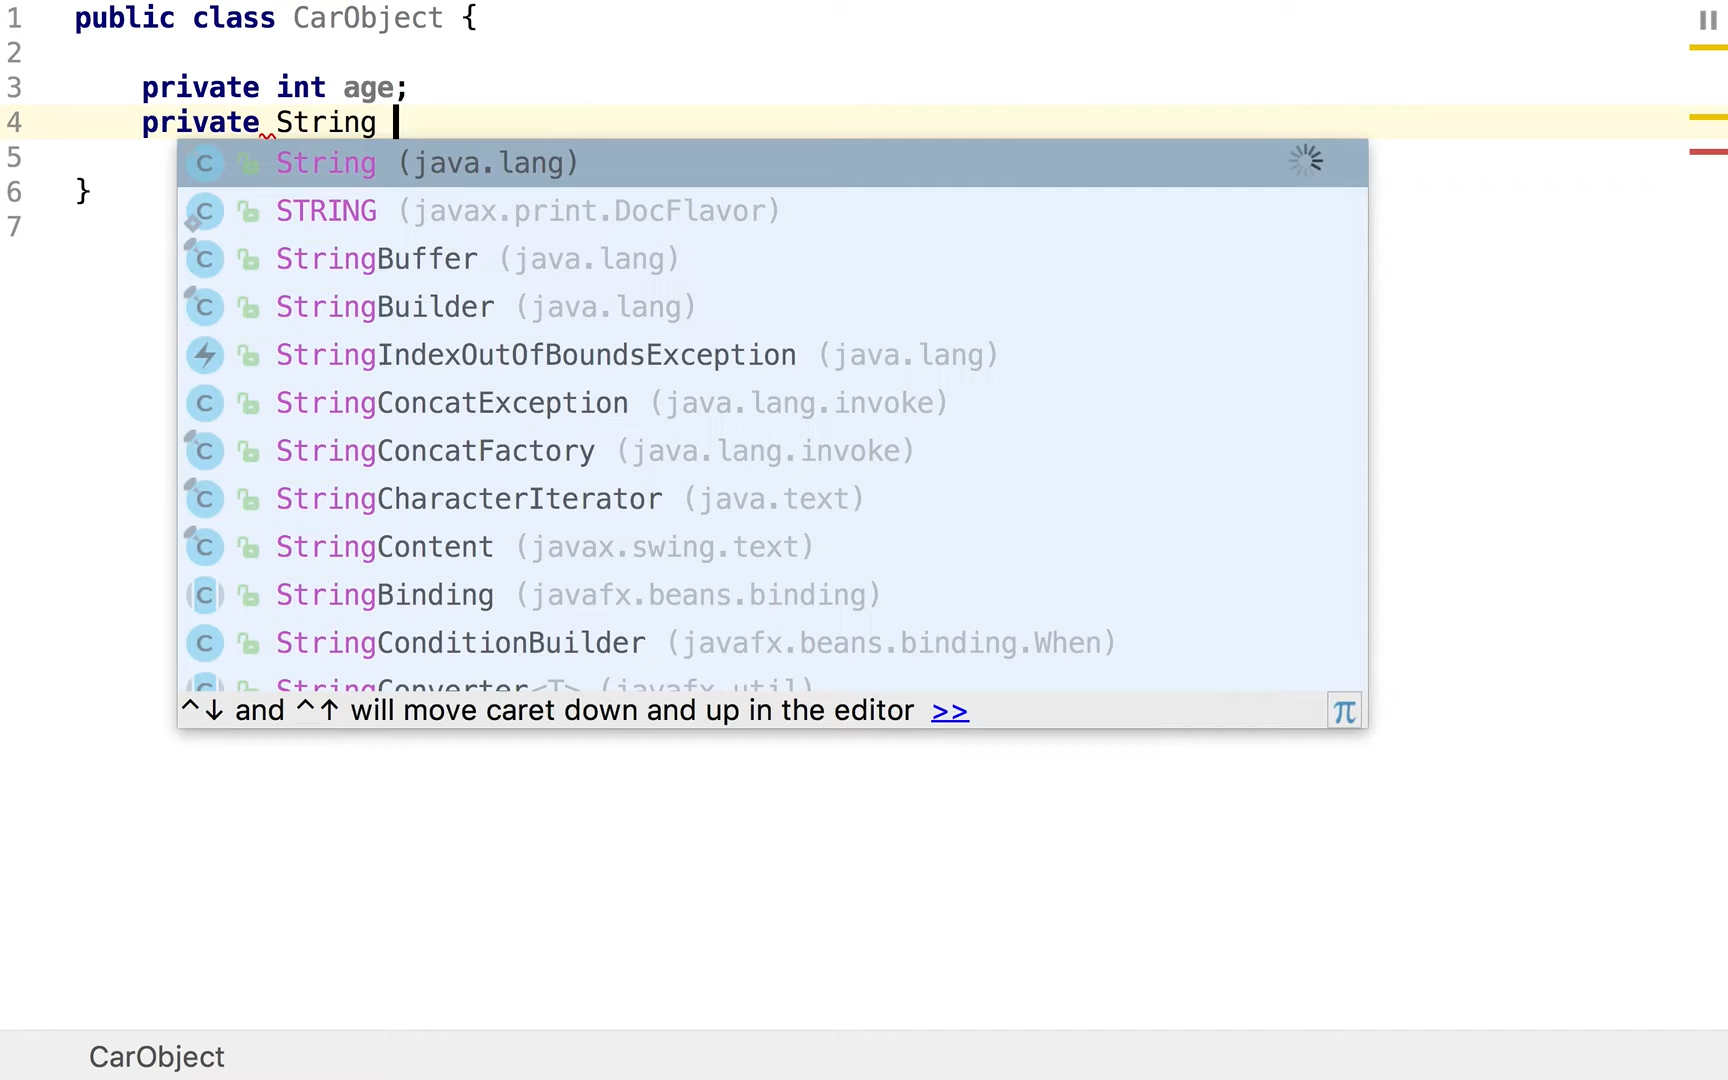 1 public class CarObject {
2
3 private int age;
4 private String
5
6 }
7
C String (java.lang)
C STRING (javax.print.DocFlavor)
C StringBuffer (java.lang)
C StringBuilder (java.lang)
StringIndexOutOfBoundsException (java.lang)
C StringConcatException (java.lang.invoke)
C StringConcatFactory (java.lang.invoke)
C StringCharacterIterator (java.text)
C StringContent (javax.swing.text)
C StringBinding (javafx.beans.binding)
C StringConditionBuilder (javafx.beans.binding.When)
C StringConverter<T> (javafx.util)
^↓ and ^↑ will move caret down and up in the editor >> π
CarObject